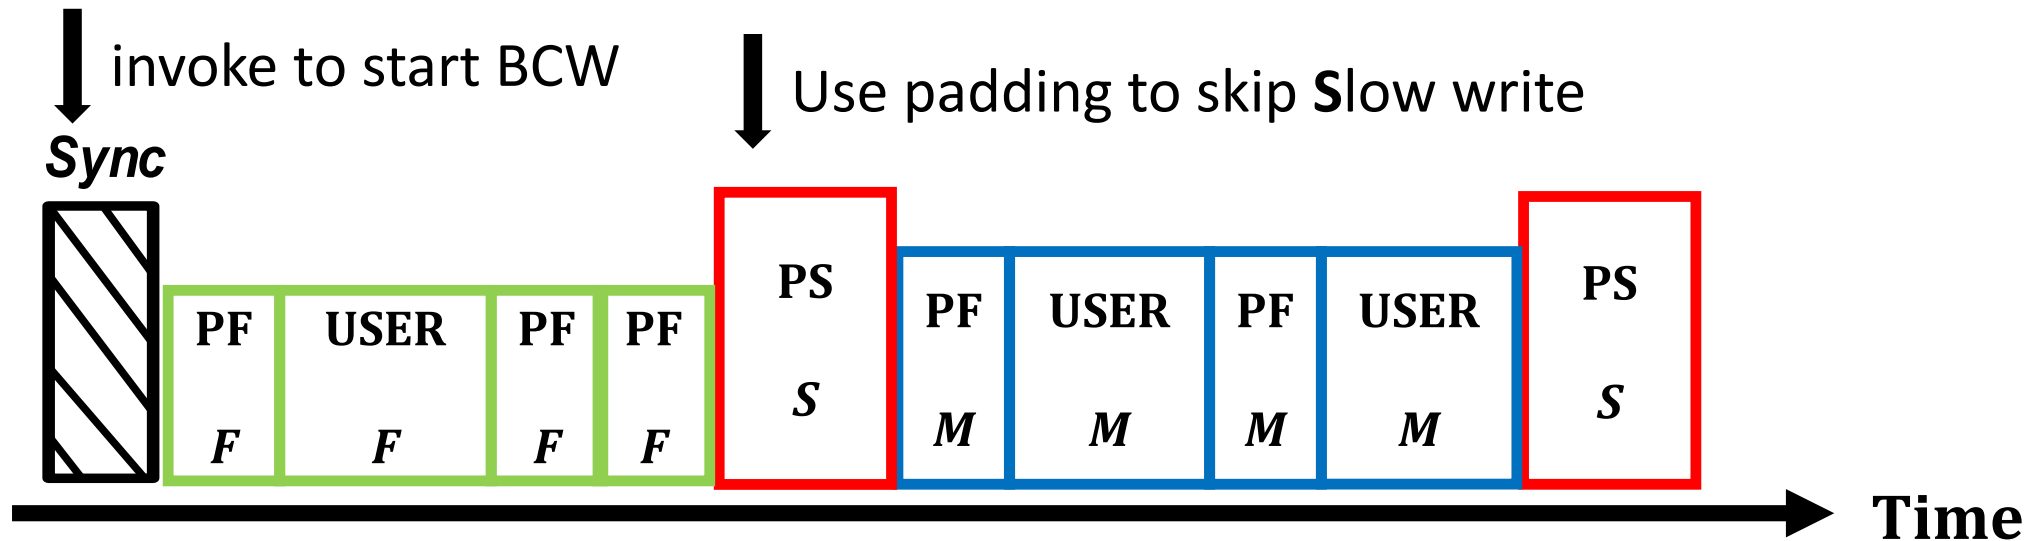 invoke to start BCW
Use padding to skip Slow write
Sync
PF USER PF PF PS PF USER PF USER PS
F F F F S M M M M S
Time